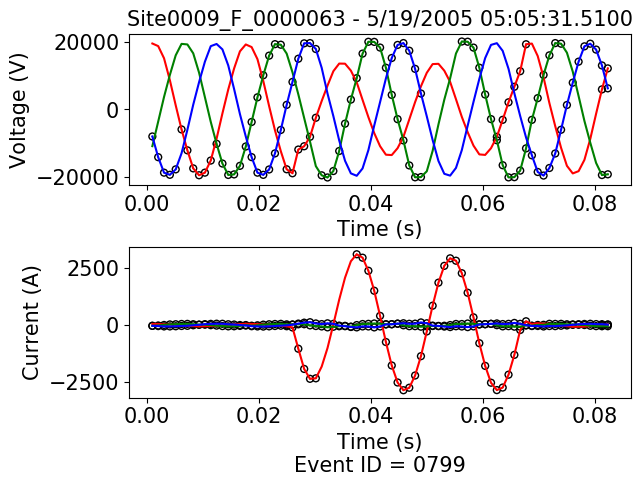 Site0009_F_0000063 - 5/19/2005 05:05:31.5100
20000
0
−20000
Voltage (V)
0.00 0.02 0.04 0.06 0.08
Time (s)
2500
0
−2500
Current (A)
0.00 0.02 0.04 0.06 0.08
Time (s)
Event ID = 0799